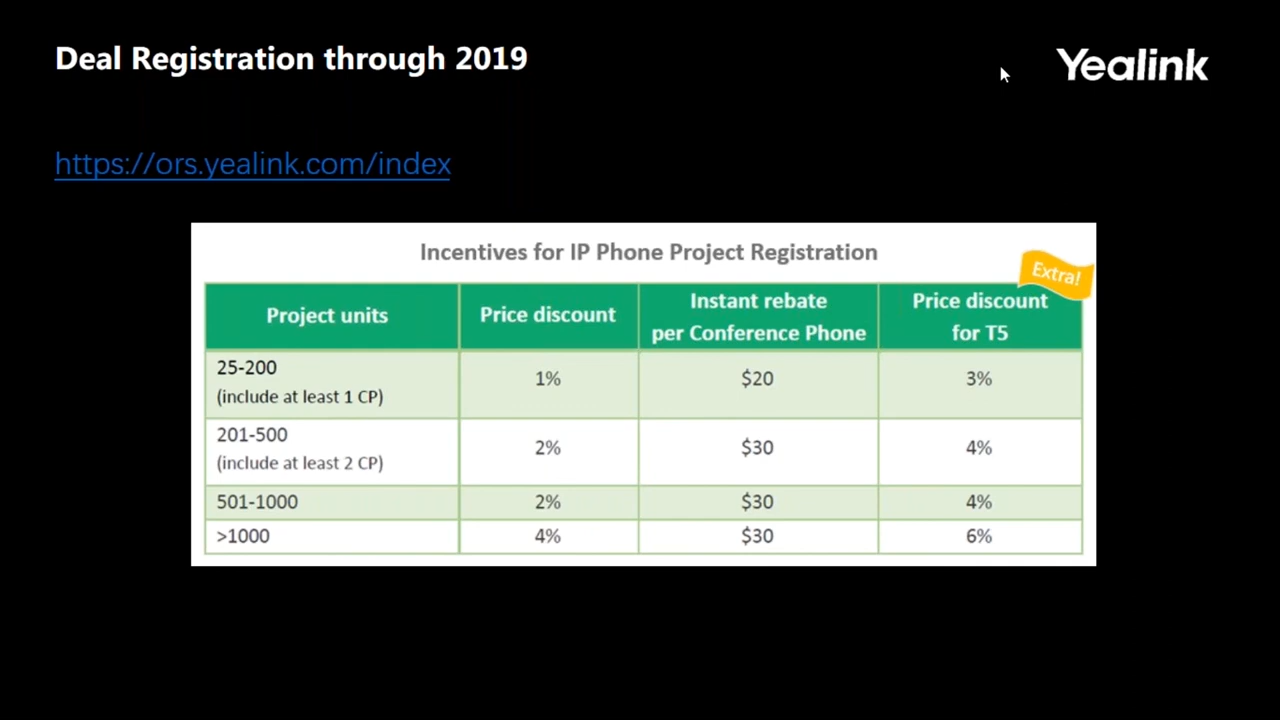 Deal Registration through 2019
Yealink
https://ors.yealink.com/index
Incentives for IP Phone Project Registration
Extra!
Project units
Price discount
Instant rebate
per Conference Phone
Price discount
for T5
25-200
(include at least 1 CP)
1%
$20
3%
201-500
(include at least 2 CP)
2%
$30
4%
501-1000
2%
$30
4%
>1000
4%
$30
6%